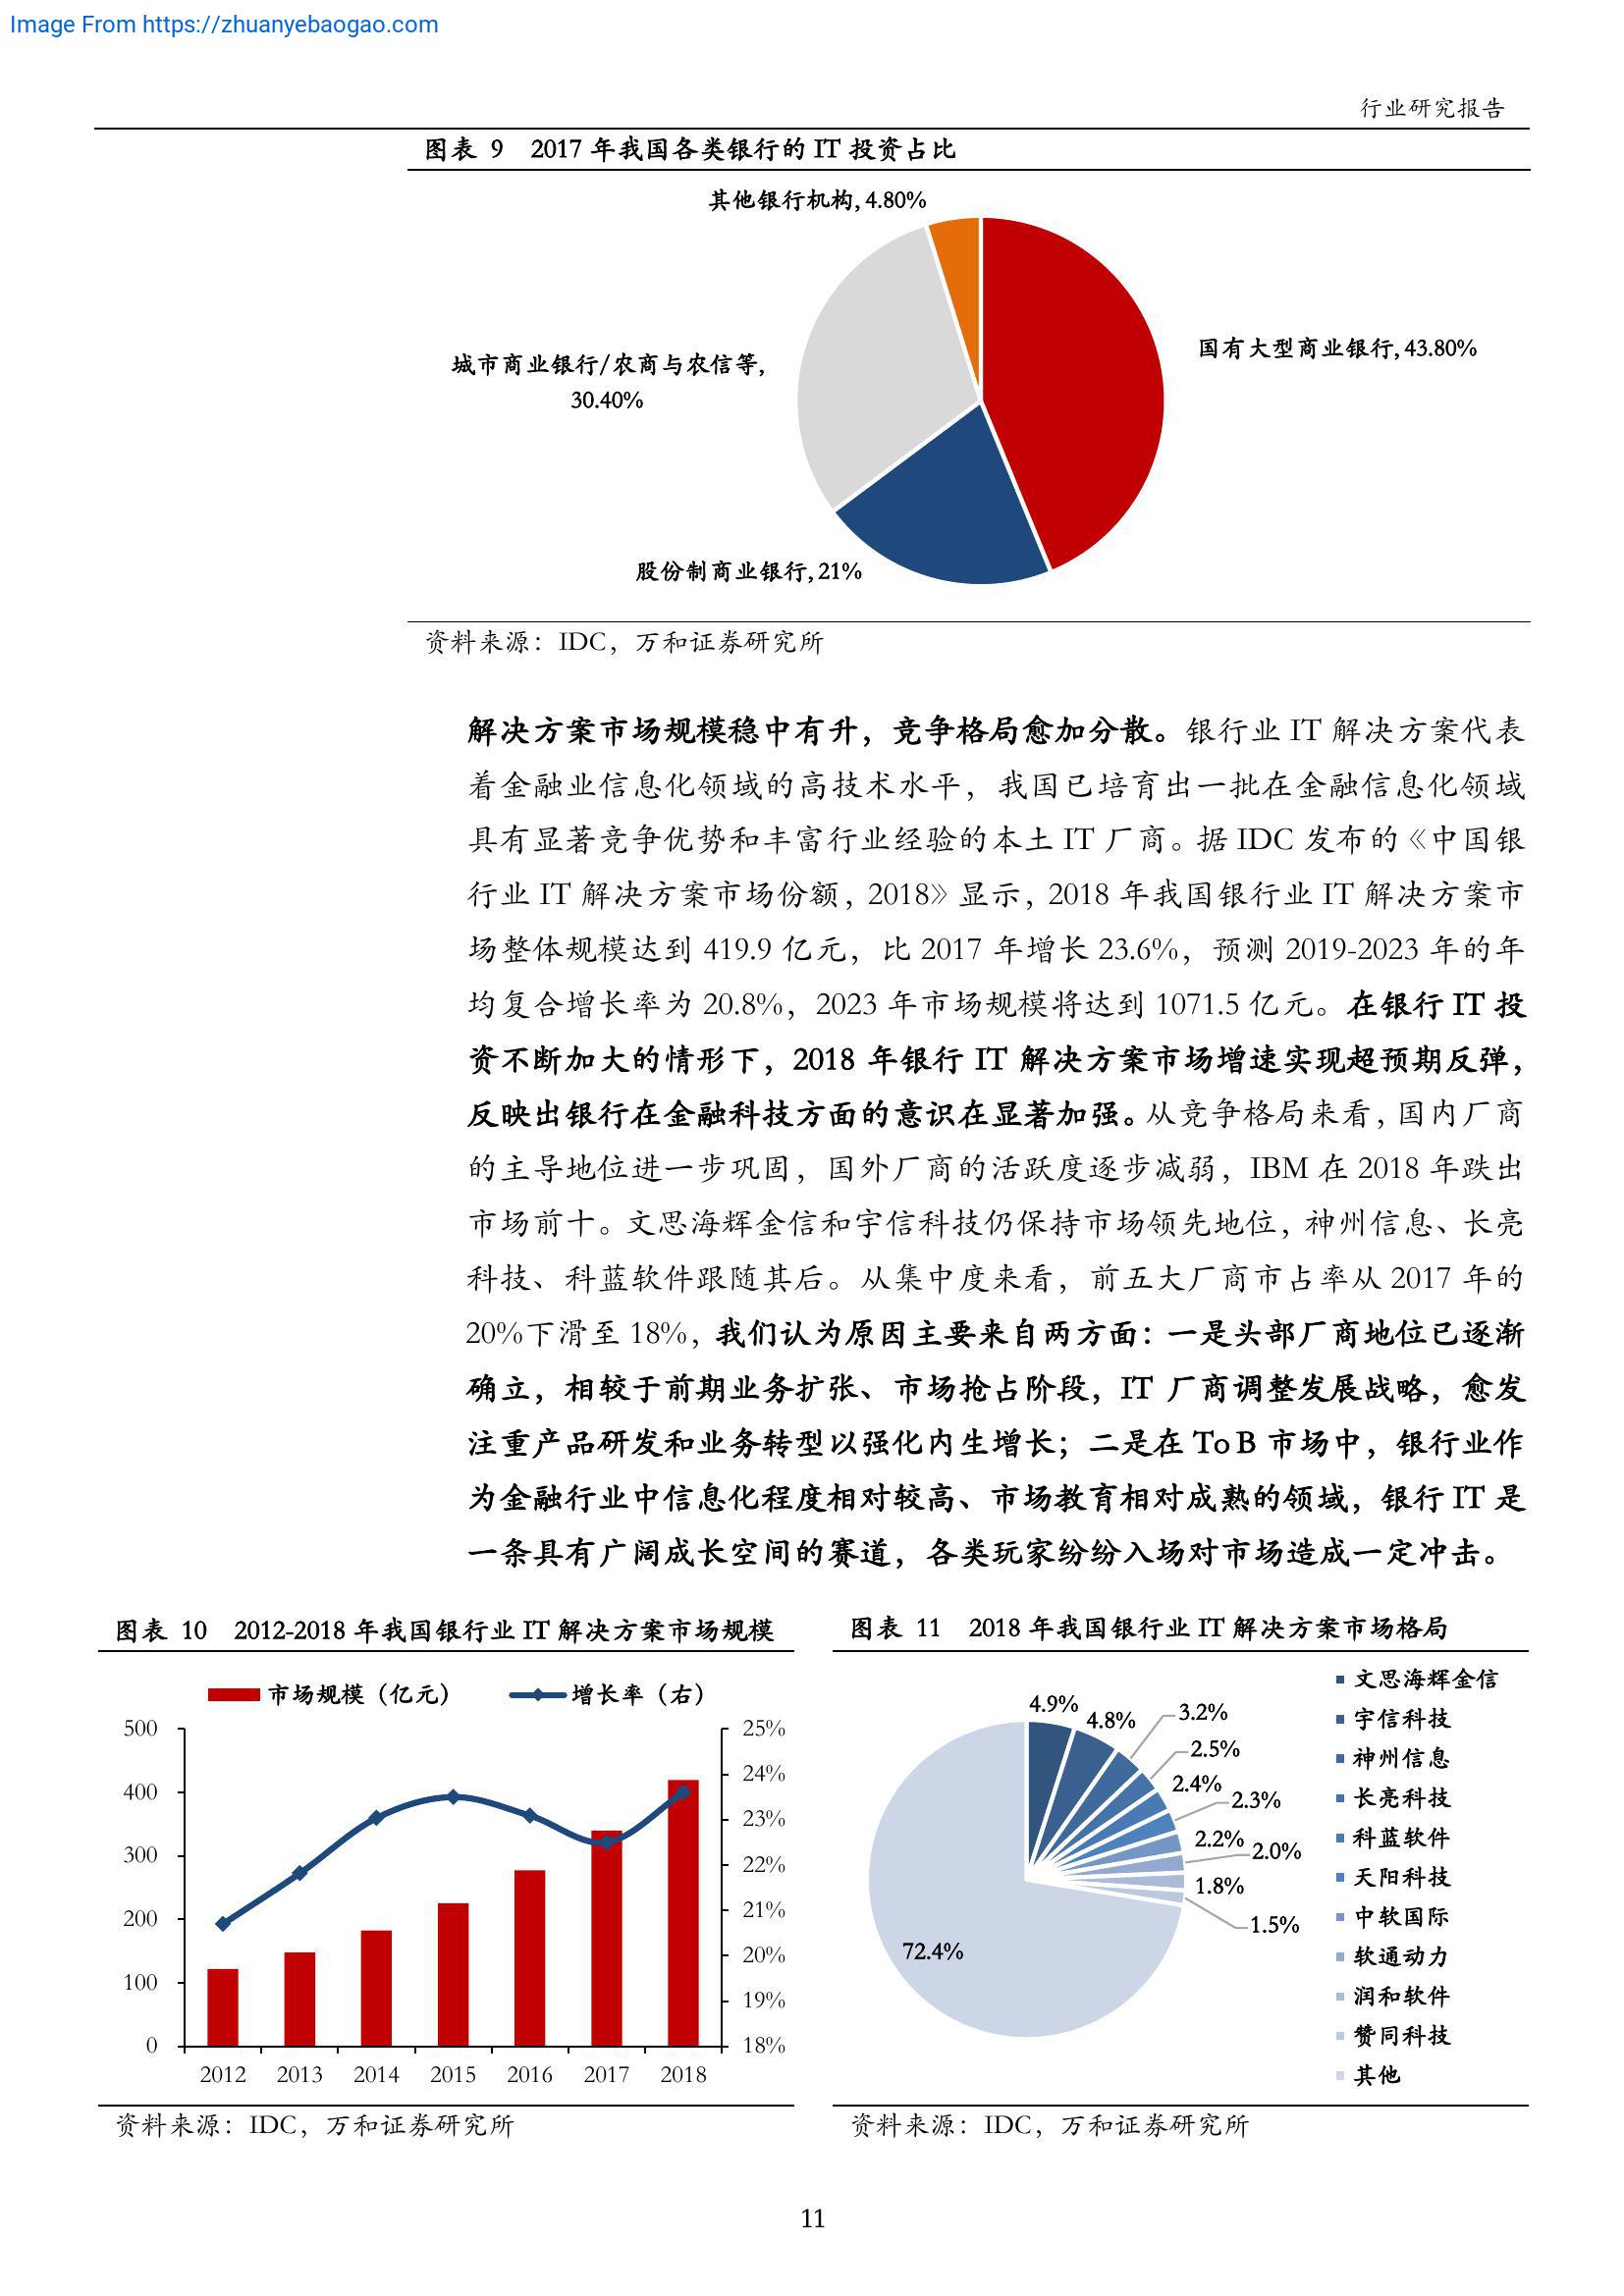 Image From https://zhuanyebaogao.com
行业研究报告
图表 9 2017 年我国各类银行的 IT 投资占比
其他银行机构, 4.80%
国有大型商业银行, 43.80%
城市商业银行/农商与农信等,
30.40%
股份制商业银行, 21%
资料来源：IDC，万和证券研究所
解决方案市场规模稳中有升，竞争格局愈加分散。银行业 IT 解决方案代表
着金融业信息化领域的高技术水平，我国已培育出一批在金融信息化领域
具有显著竞争优势和丰富行业经验的本土 IT 厂商。据 IDC 发布的《中国银
行业 IT 解决方案市场份额，2018》显示，2018 年我国银行业 IT 解决方案市
场整体规模达到 419.9 亿元，比 2017 年增长 23.6%，预测 2019-2023 年的年
均复合增长率为 20.8%，2023 年市场规模将达到 1071.5 亿元。在银行 IT 投
资不断加大的情形下，2018 年银行 IT 解决方案市场增速实现超预期反弹，
反映出银行在金融科技方面的意识在显著加强。从竞争格局来看，国内厂商
的主导地位进一步巩固，国外厂商的活跃度逐步减弱，IBM 在 2018 年跌出
市场前十。文思海辉金信和宇信科技仍保持市场领先地位，神州信息、长亮
科技、科蓝软件跟随其后。从集中度来看，前五大厂商市占率从 2017 年的
20%下滑至 18%，我们认为原因主要来自两方面：一是头部厂商地位已逐渐
确立，相较于前期业务扩张、市场抢占阶段，IT 厂商调整发展战略，愈发
注重产品研发和业务转型以强化内生增长；二是在 To B 市场中，银行业作
为金融行业中信息化程度相对较高、市场教育相对成熟的领域，银行 IT 是
一条具有广阔成长空间的赛道，各类玩家纷纷入场对市场造成一定冲击。
图表 10 2012-2018 年我国银行业 IT 解决方案市场规模
市场规模（亿元）
增长率（右）
500
400
300
200
100
0
25%
24%
23%
22%
21%
20%
19%
18%
2012 2013 2014 2015 2016 2017 2018
资料来源：IDC，万和证券研究所
图表 11 2018 年我国银行业 IT 解决方案市场格局
4.9%
4.8%
3.2%
2.5%
2.4%
2.3%
2.2%
2.0%
1.8%
1.5%
72.4%
文思海辉金信
宇信科技
神州信息
长亮科技
科蓝软件
天阳科技
中软国际
软通动力
润和软件
赞同科技
其他
资料来源：IDC，万和证券研究所
11